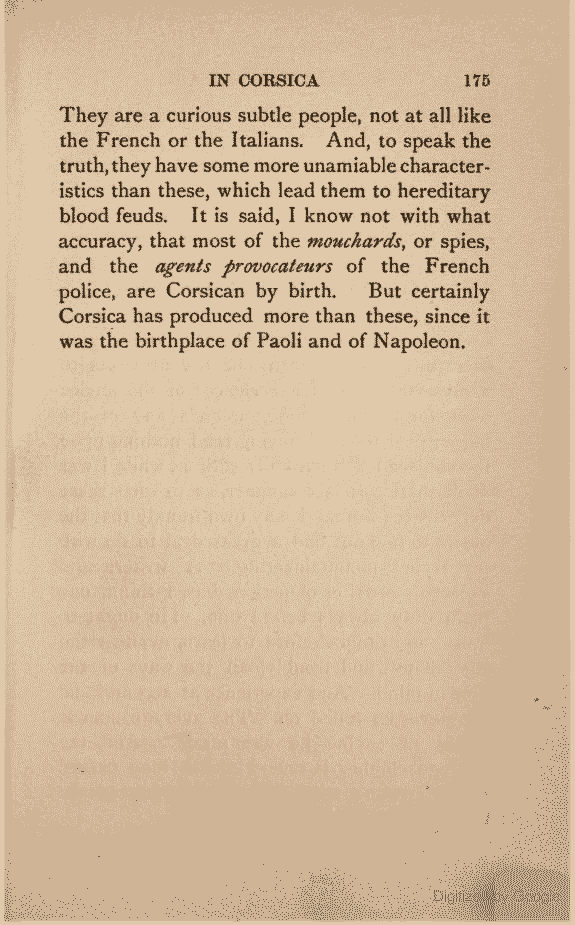 IN CORSICA 175
They are a curious subtle people, not at all like
the French or the Italians. And, to speak the
truth, they have some more unamiable character-
istics than these, which lead them to hereditary
blood feuds. It is said, I know not with what
accuracy, that most of the mouchards, or spies,
and the agents provocateurs of the French
police, are Corsican by birth. But certainly
Corsica has produced more than these, since it
was the birthplace of Paoli and of Napoleon.
Digitized by Google